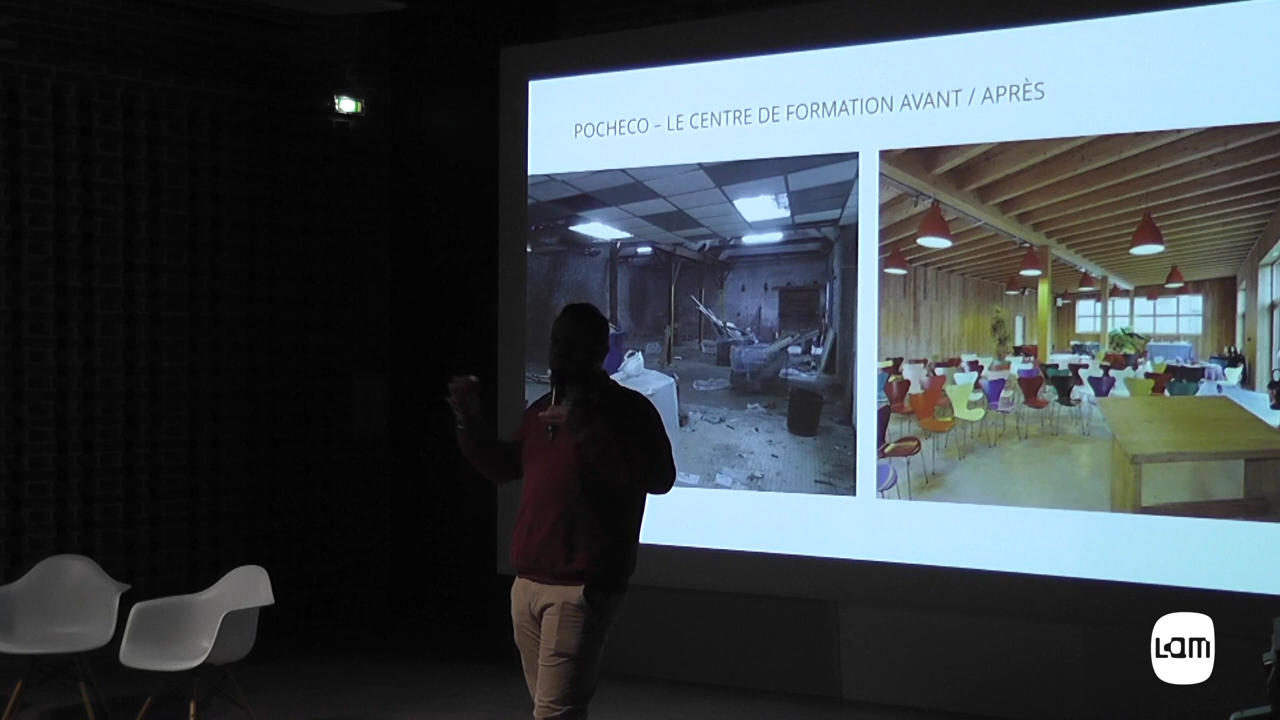 POCHECO – LE CENTRE DE FORMATION AVANT / APRÈS
LaM